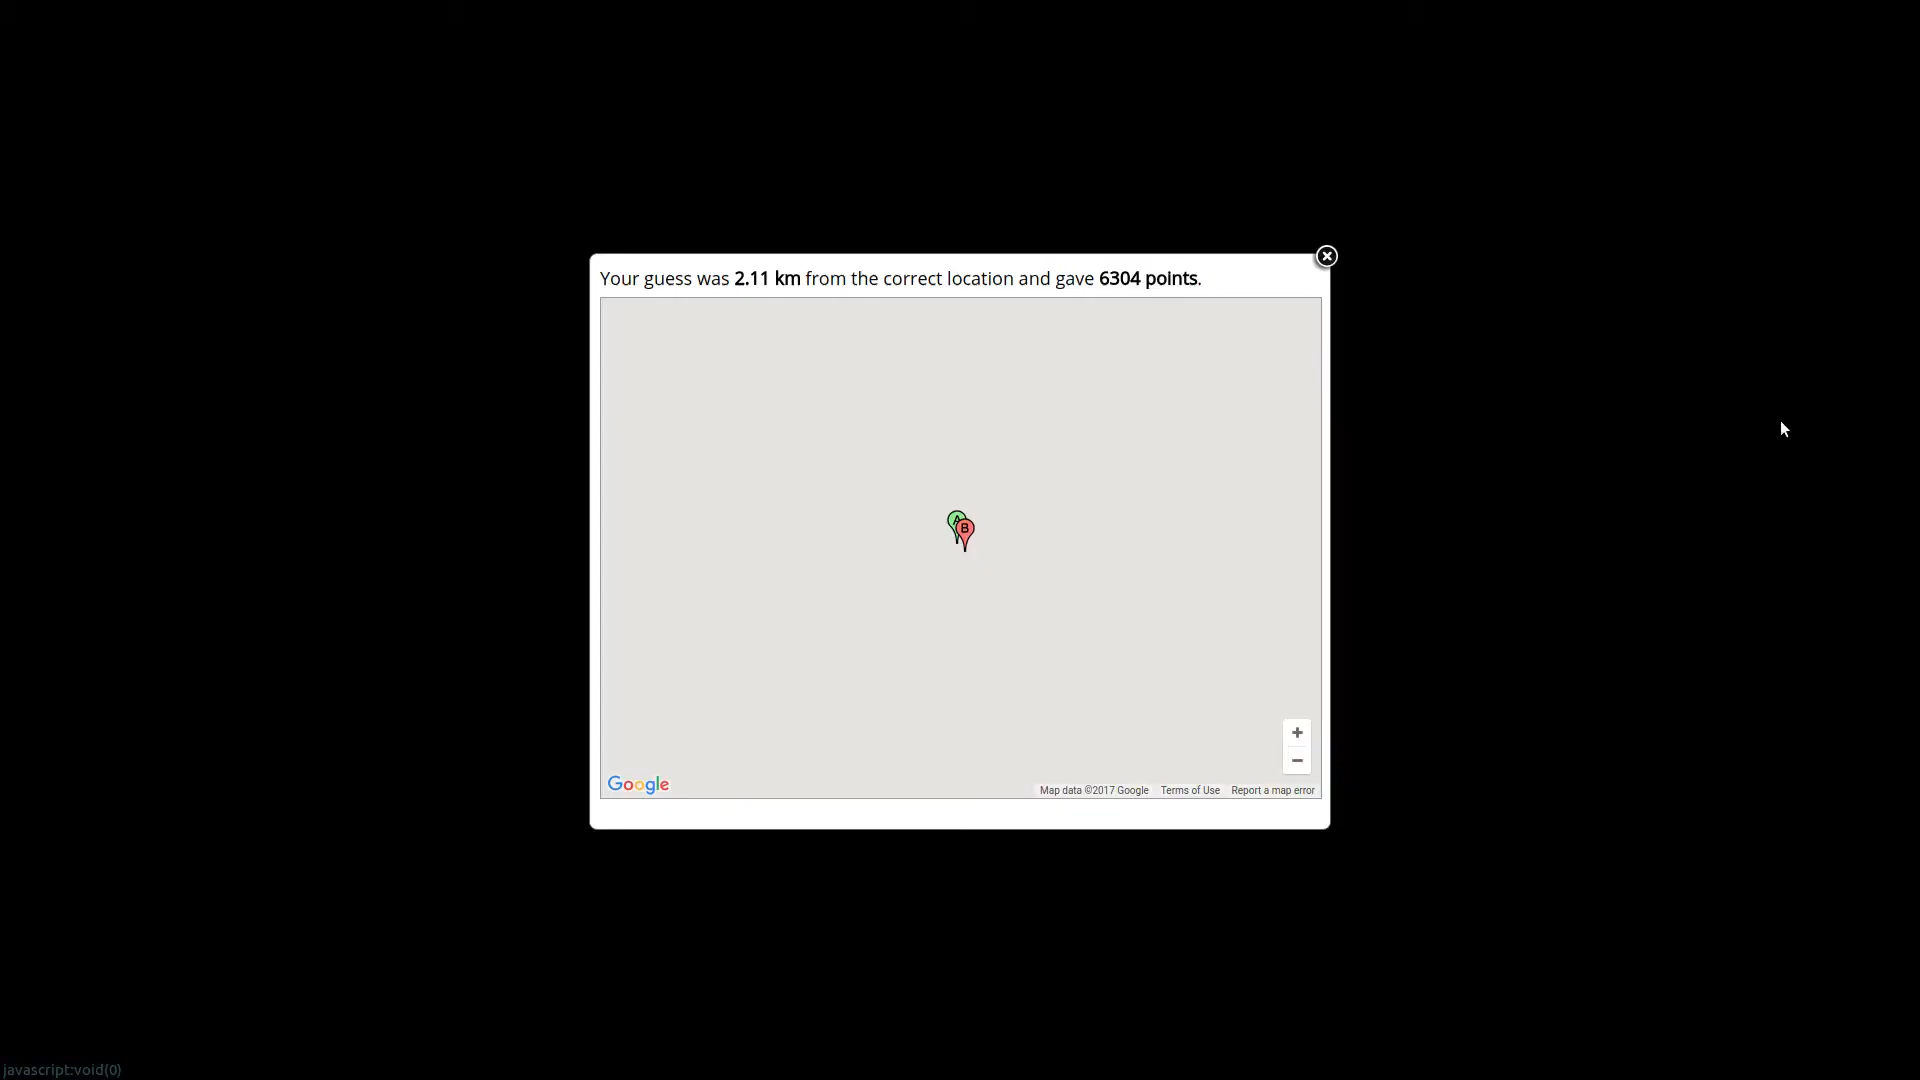 Your guess was 2.11 km from the correct location and gave 6304 points.
A
B
Google
Map data ©2017 Google Terms of Use Report a map error
javascript:void(0)